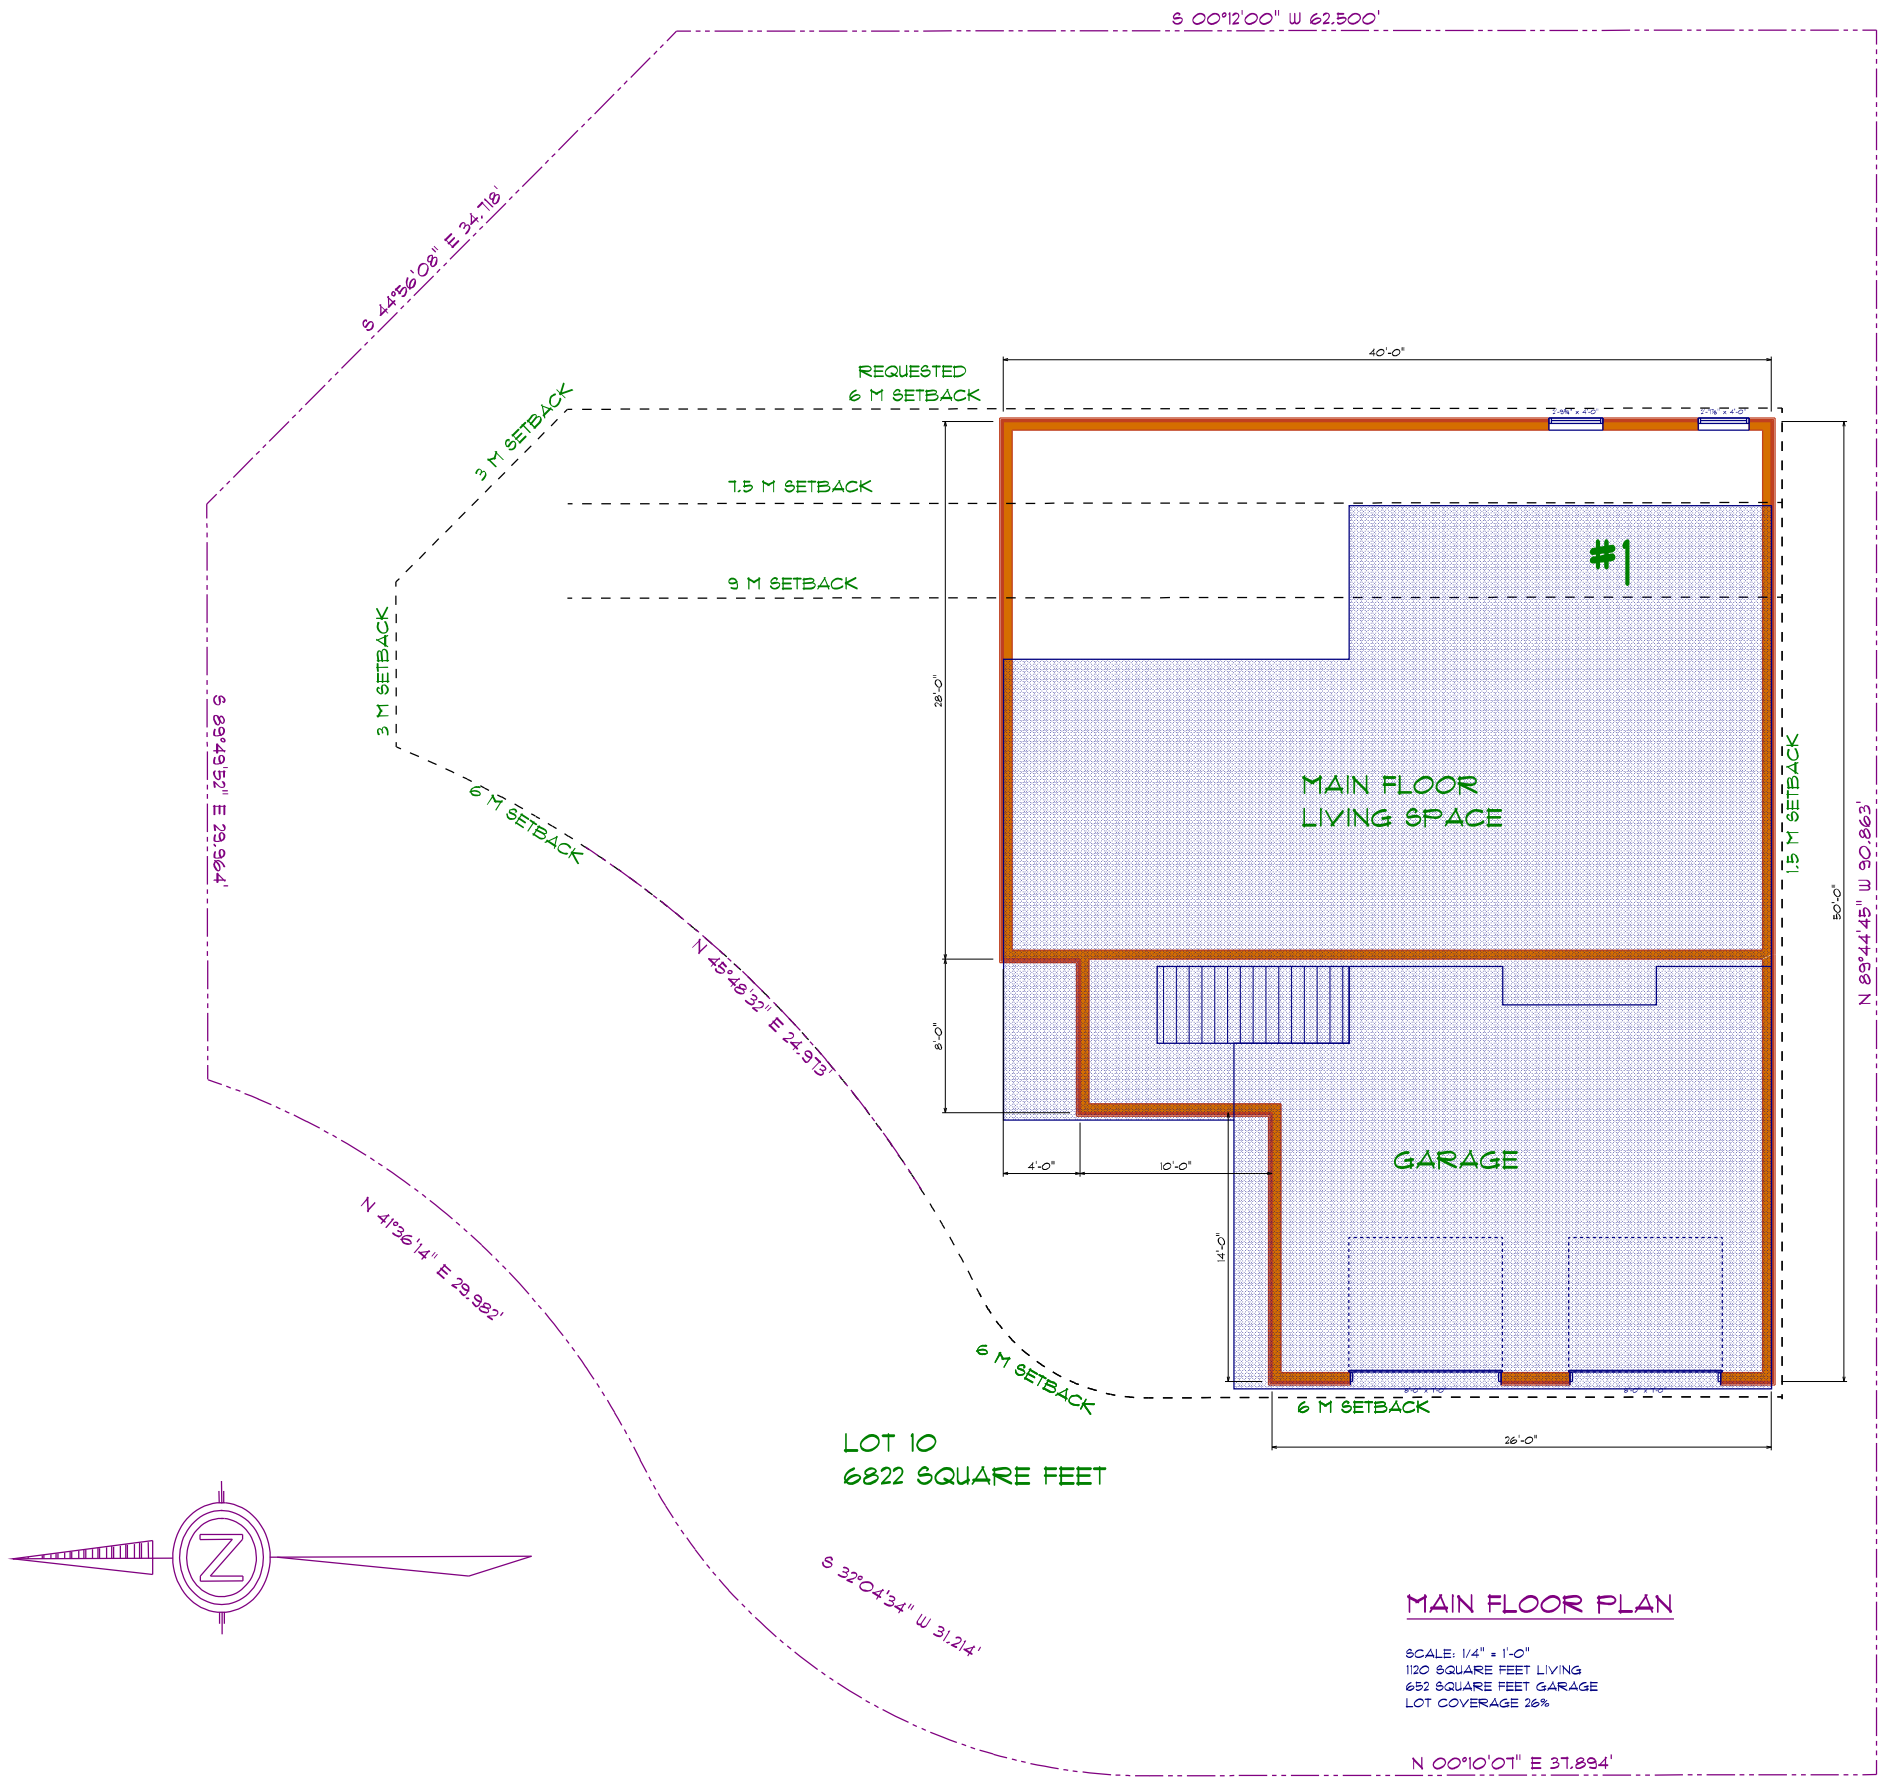 S 00°12'00" W 62.500'
S 44°56'08" E 34.718'
40'-0"
REQUESTED
6 M SETBACK
3 M SETBACK
7.5 M SETBACK
#1
9 M SETBACK
3 M SETBACK
28'-0"
S 89°49'52" E 29.964'
6 M SETBACK
MAIN FLOOR
LIVING SPACE
1.5 M SETBACK
N 89°44'45" W 90.863'
50'-0"
N 45°48'32" E 24.973'
8'-0"
4'-0"
10'-0"
GARAGE
14'-0"
N 41°36'14" E 29.982'
6 M SETBACK
6 M SETBACK
26'-0"
LOT 10
6822 SQUARE FEET
S 32°04'34" W 31.214'
N
MAIN FLOOR PLAN
SCALE: 1/4" = 1'-0"
1120 SQUARE FEET LIVING
652 SQUARE FEET GARAGE
LOT COVERAGE 26%
N 00°10'07" E 37.894'